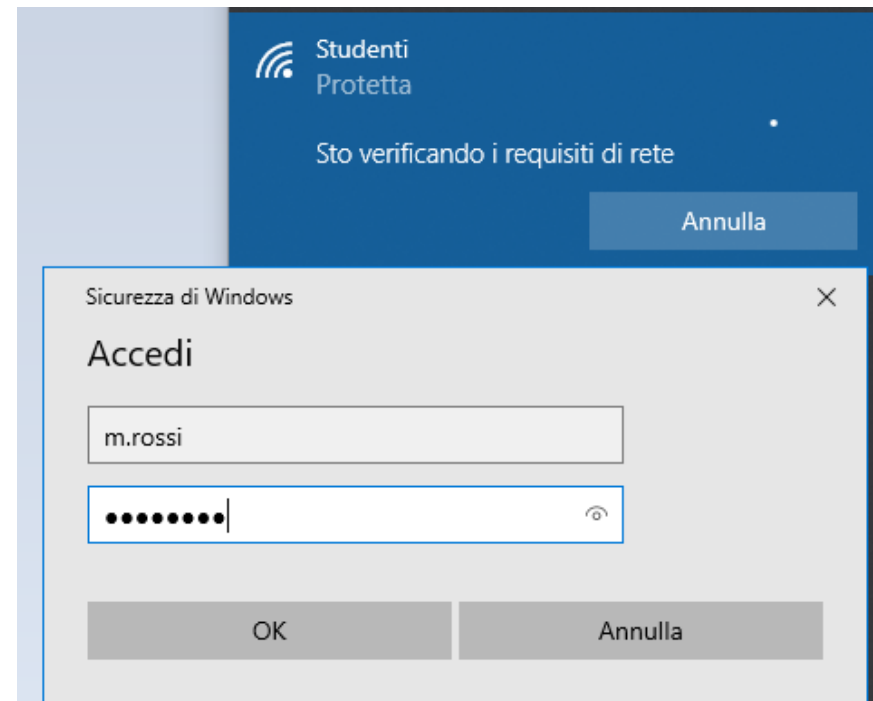 Studenti
Protetta
Sto verificando i requisiti di rete
Annulla
Sicurezza di Windows
Accedi
m.rossi
●●●●●●●●
OK
Annulla